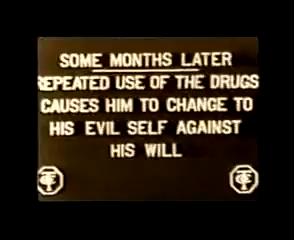 SOME MONTHS LATER
REPEATED USE OF THE DRUGS
CAUSES HIM TO CHANGE TO
HIS EVIL SELF AGAINST
HIS WILL